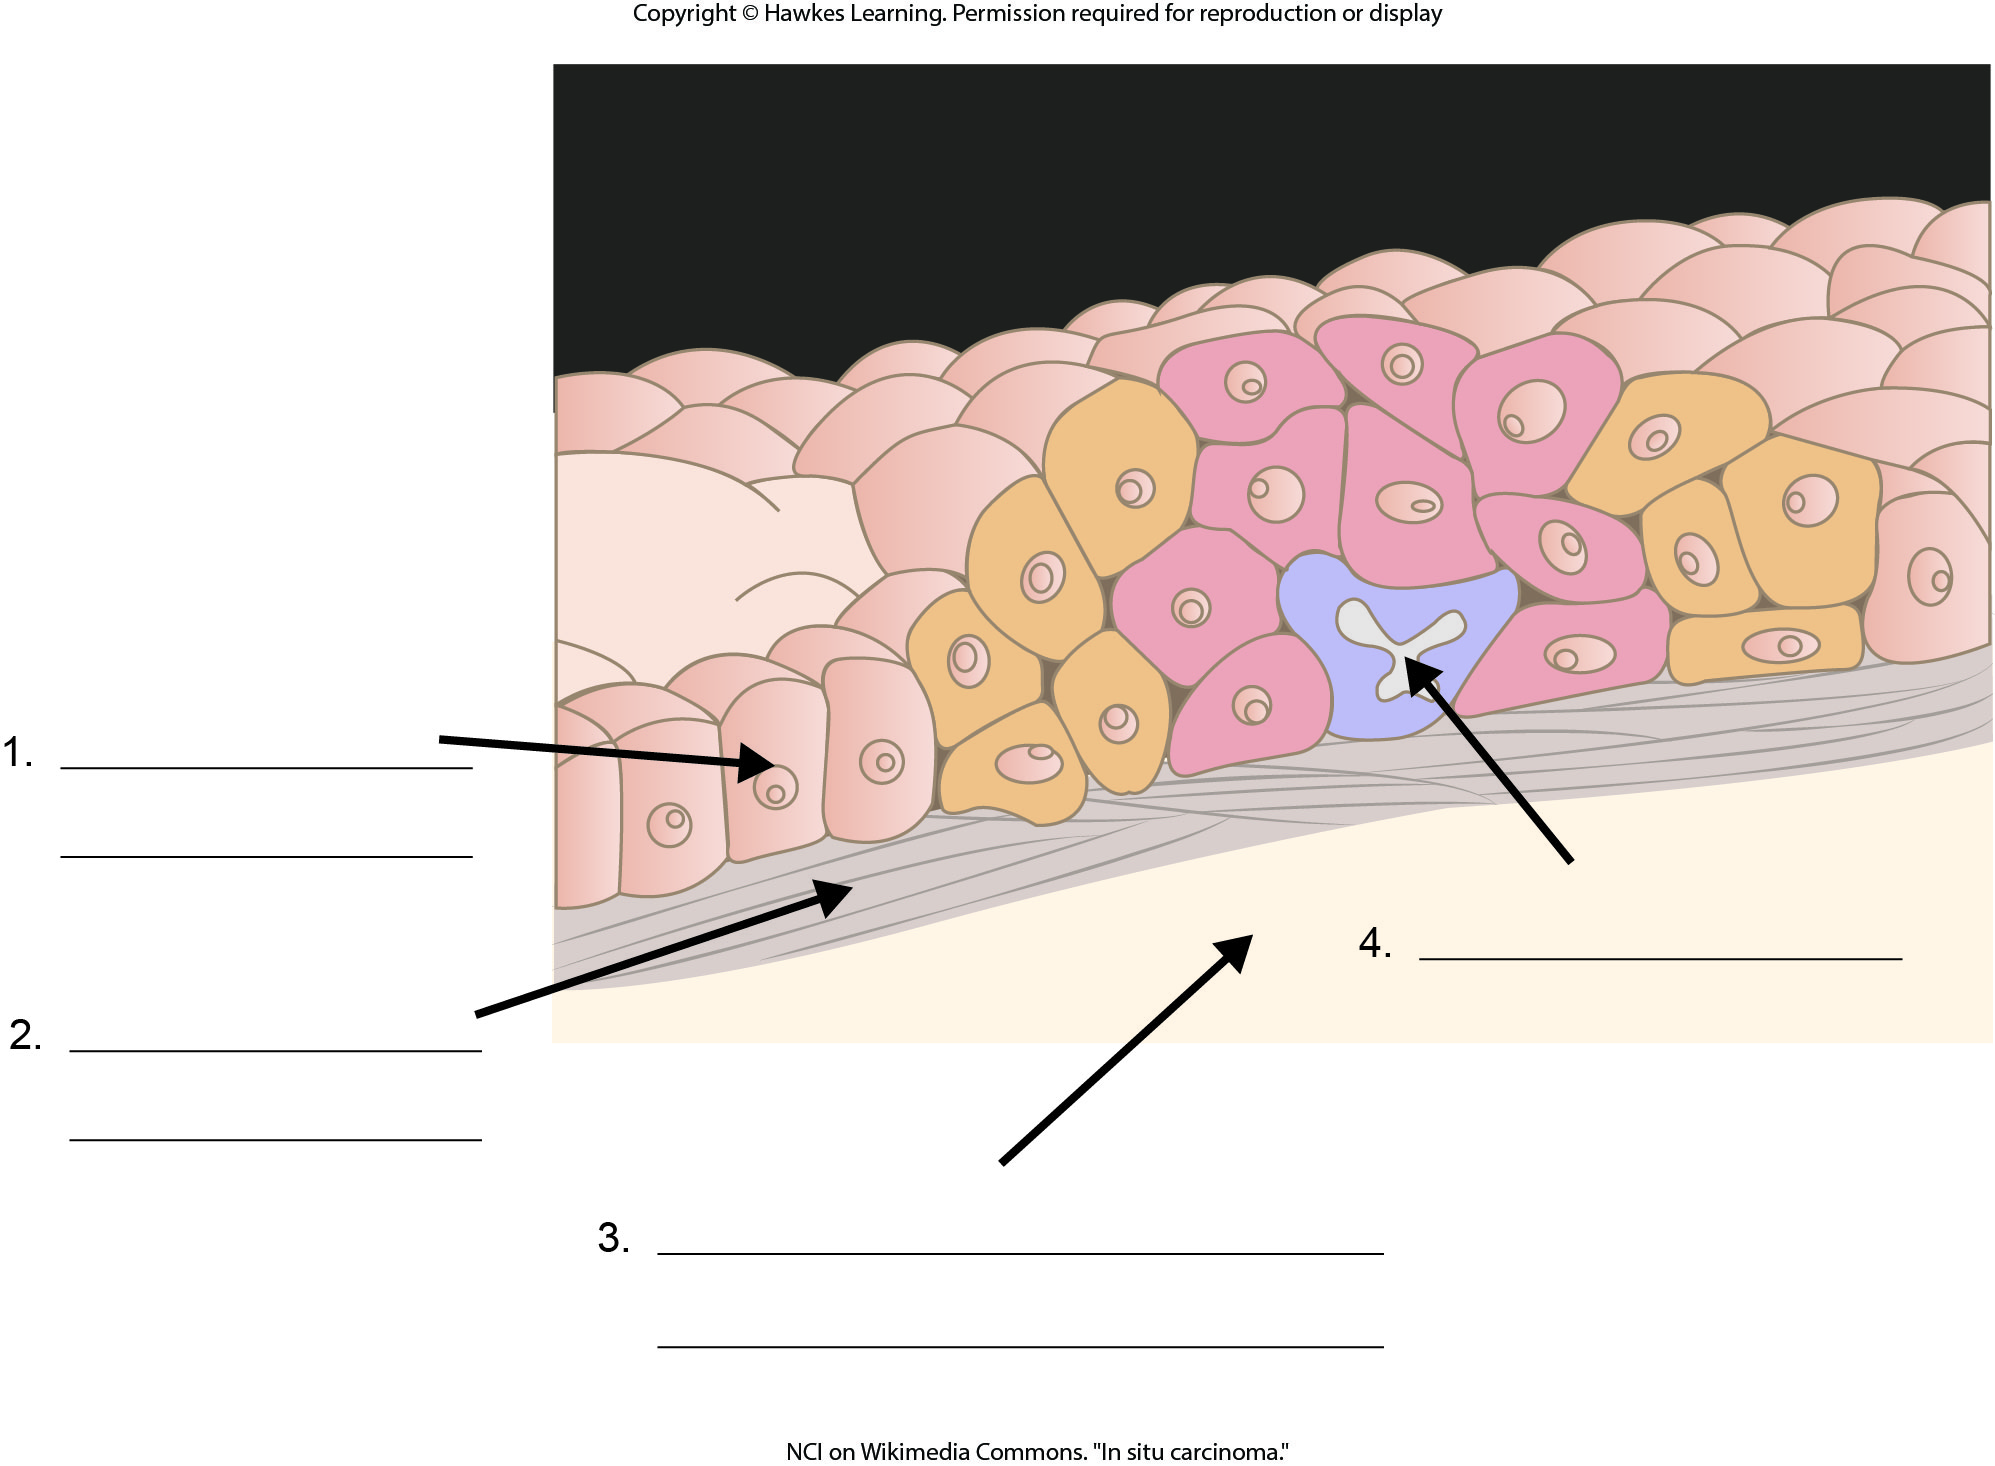 Copyright © Hawkes Learning. Permission required for reproduction or display
1.
2.
4.
3.
NCI on Wikimedia Commons. "In situ carcinoma."